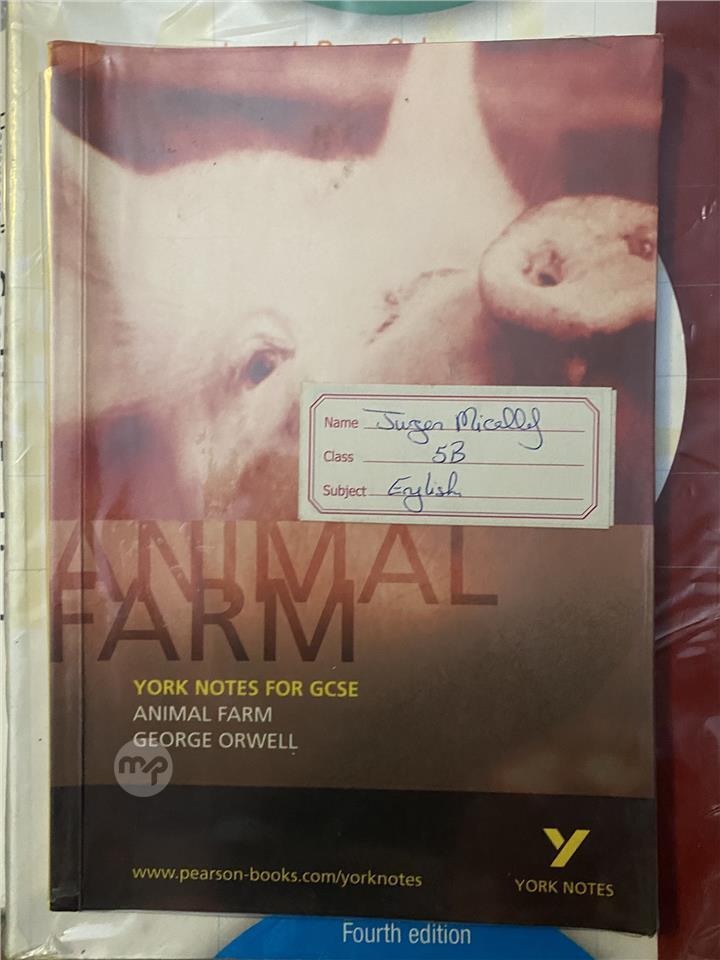 Name Jurgen Micallef
Class 5B
Subject English
ANIMAL
FARM
YORK NOTES FOR GCSE
ANIMAL FARM
GEORGE ORWELL
mp
www.pearson-books.com/yorknotes
Y
YORK NOTES
Fourth edition